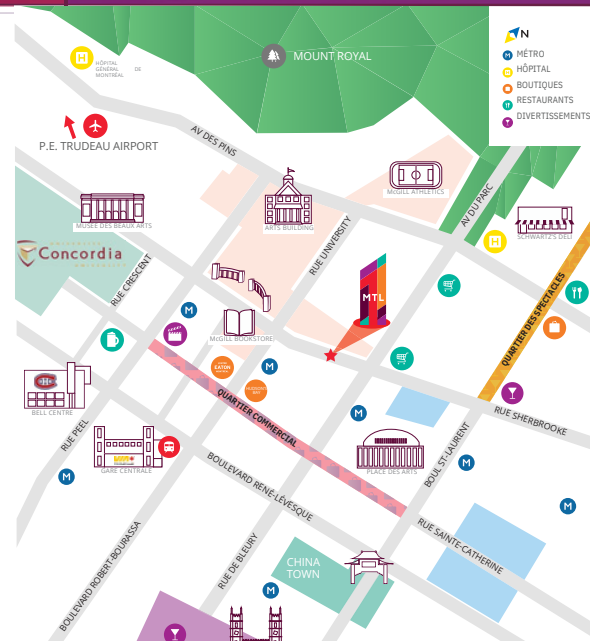 N
M MÉTRO
H HÔPITAL
BOUTIQUES
RESTAURANTS
DIVERTISSEMENTS
H
HÔPITAL
GÉNÉRAL DE
MONTRÉAL
MOUNT ROYAL
P.E. TRUDEAU AIRPORT
AV DES PINS
McGILL ATHLETICS
AV DU PARC
MUSÉE DES BEAUX ARTS
ARTS BUILDING
H
SCHWARTZ'S DELI
UNIVERSITÉ
Concordia
UNIVERSITY
RUE CRESCENT
RUE UNIVERSITY
MTL
QUARTIER DES SPECTACLES
M
McGILL BOOKSTORE
EATON
M
BELL CENTRE
QUARTIER COMMERCIAL
M
RUE SHERBROOKE
RUE PEEL
GARE CENTRALE
PLACE DES ARTS
BOUL ST-LAURENT
M
M
BOULEVARD RENÉ-LÉVESQUE
M
RUE SAINTE-CATHERINE
BOULEVARD ROBERT-BOURASSA
RUE DE BLEURY
CHINA
TOWN
M